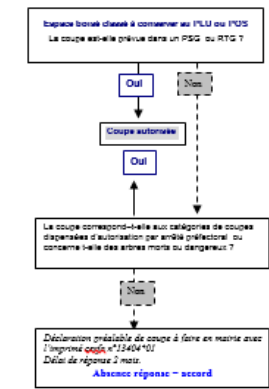 Espace boisé classé à conserver au PLU ou POS
La coupe est-elle prévue dans un PSG ou RTG ?
Oui
Non
Coupe autorisée
Oui
La coupe correspond-t-elle aux catégories de coupes
dispensées d'autorisation par arrêté préfectoral ou
concerne t-elle des arbres morts ou dangereux ?
Non
Déclaration préalable de coupe à faire en mairie avec
l'imprimé cerfa n°13404*01
Délai de réponse 2 mois.
Absence réponse = accord